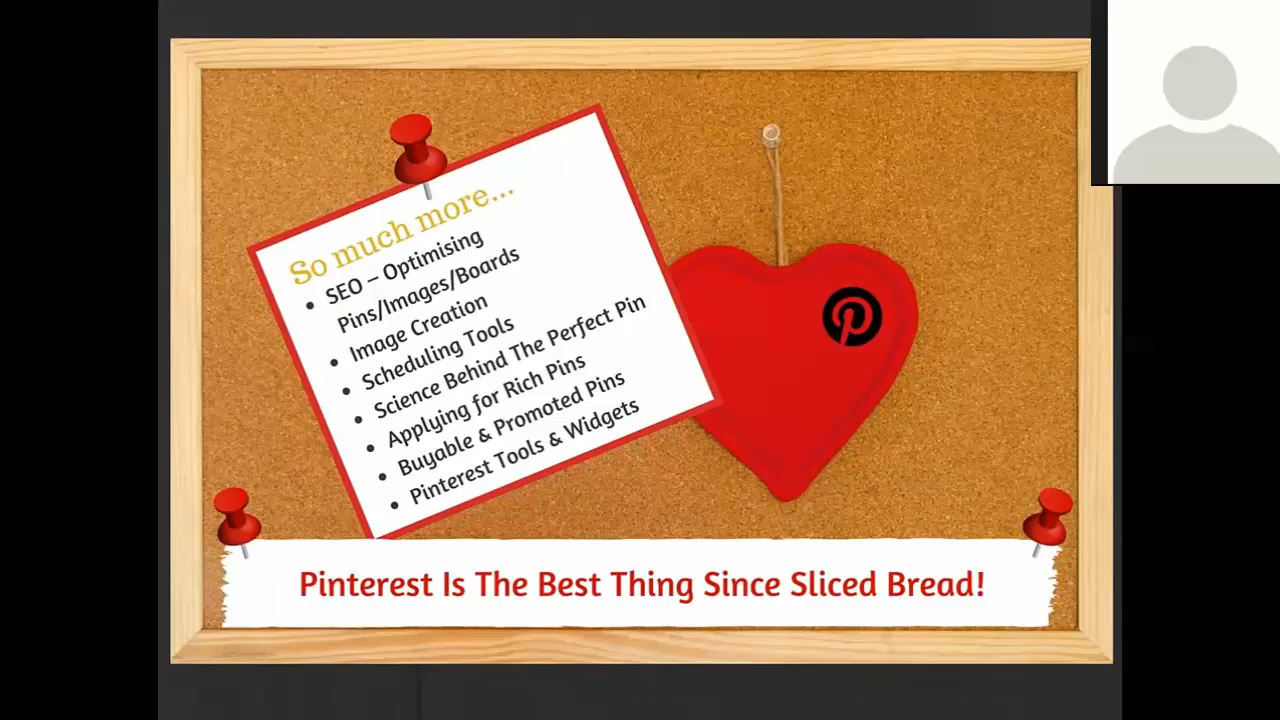 So much more...
• SEO – Optimising
Pins/Images/Boards
• Image Creation
• Scheduling Tools
• Science Behind The Perfect Pin
• Applying for Rich Pins
• Buyable & Promoted Pins
• Pinterest Tools & Widgets
Pinterest Is The Best Thing Since Sliced Bread!